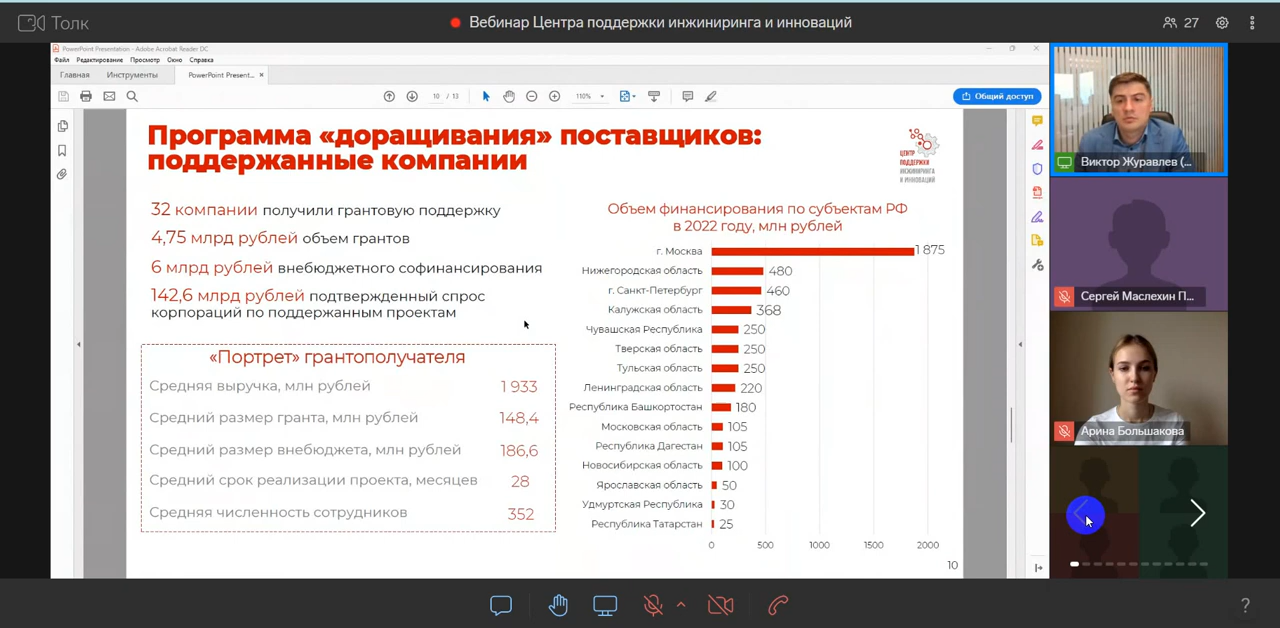 Толк
Вебинар Центра поддержки инжиниринга и инноваций
27
PowerPoint Presentation - Adobe Acrobat Reader DC
Файл Редактирование Просмотр Окно Справка
Главная Инструменты PowerPoint Present... ×
10 / 13
110%
Общий доступ
Программа «доращивания» поставщиков:
поддержанные компании
ЦЕНТР
ПОДДЕРЖКИ
ИНЖИНИРИНГА
И ИННОВАЦИЙ
32 компании получили грантовую поддержку
4,75 млрд рублей объем грантов
6 млрд рублей внебюджетного софинансирования
142,6 млрд рублей подтвержденный спрос
корпораций по поддержанным проектам
«Портрет» грантополучателя
Средняя выручка, млн рублей 1 933
Средний размер гранта, млн рублей 148,4
Средний размер внебюджета, млн рублей 186,6
Средний срок реализации проекта, месяцев 28
Средняя численность сотрудников 352
Объем финансирования по субъектам РФ
в 2022 году, млн рублей
г. Москва 1 875
Нижегородская область 480
г. Санкт-Петербург 460
Калужская область 368
Чувашская Республика 250
Тверская область 250
Тульская область 250
Ленинградская область 220
Республика Башкортостан 180
Московская область 105
Республика Дагестан 105
Новосибирская область 100
Ярославская область 50
Удмуртская Республика 30
Республика Татарстан 25
0 500 1000 1500 2000
10
Виктор Журавлев (...
Сергей Маслехин П...
Арина Большакова
?